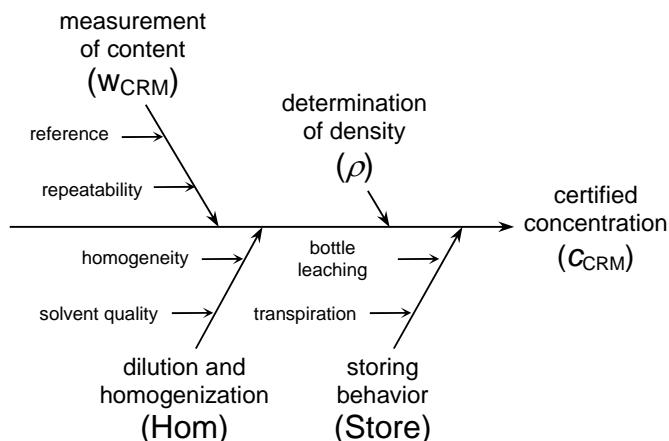 measurement
of content
(wCRM)
reference
repeatability
determination
of density
(ρ)
certified
concentration
(cCRM)
homogeneity
solvent quality
dilution and
homogenization
(Hom)
bottle
leaching
transpiration
storing
behavior
(Store)